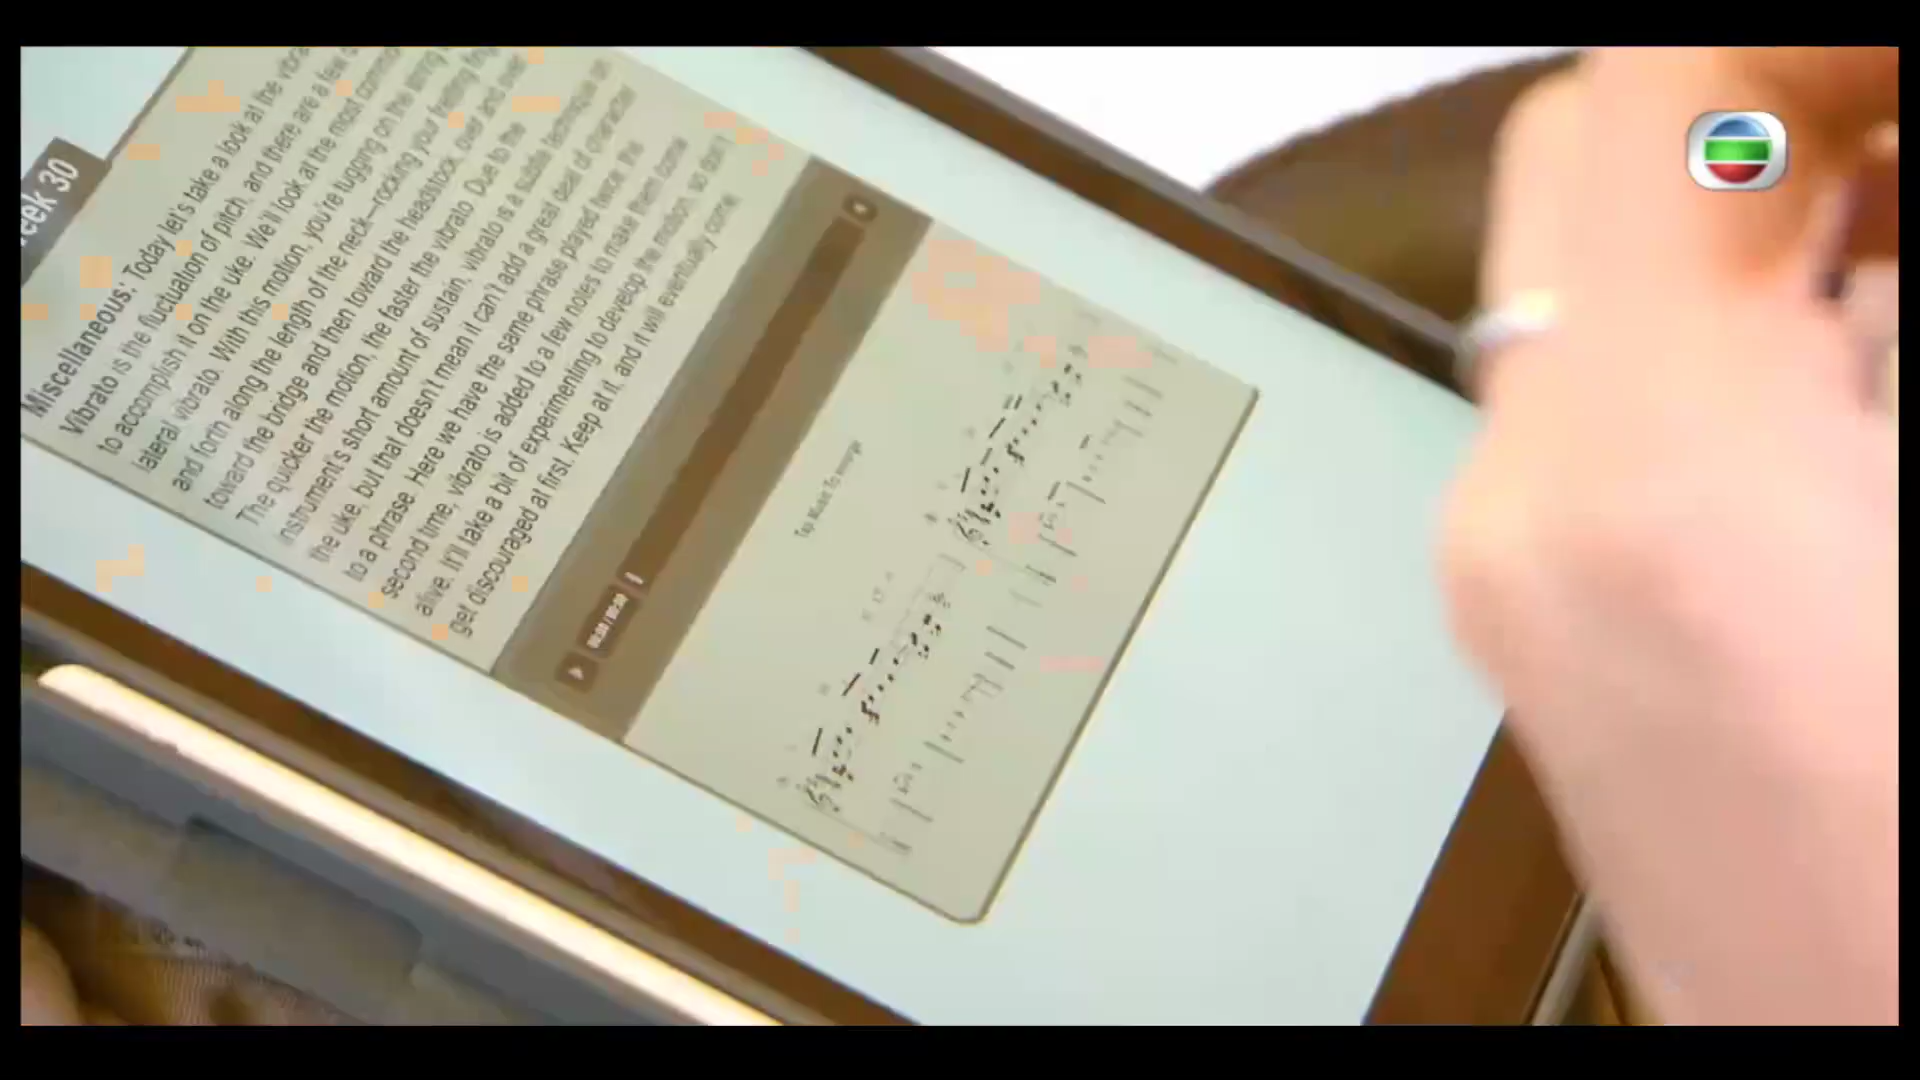 eek 30
Miscellaneous: Today let's take a look at the
Vibrato is the fluctuation of pitch, and there are a few
to accomplish it on the uke. We'll look at the most common
lateral vibrato. With this motion, you're tugging on the string
and forth along the length of the neck—rocking your fretting
toward the bridge and then toward the headstock, over and over
The quicker the motion, the faster the vibrato. Due to the
instrument's short amount of sustain, vibrato is a subtle technique on
the uke, but that doesn't mean it can't add a great deal of character
to a phrase. Here we have the same phrase played twice, the
second time, vibrato is added to a few notes to make them come
alive. It'll take a bit of experimenting to develop the motion, so don't
get discouraged at first. Keep at it, and it will eventually come.
Tap Music To enlarge